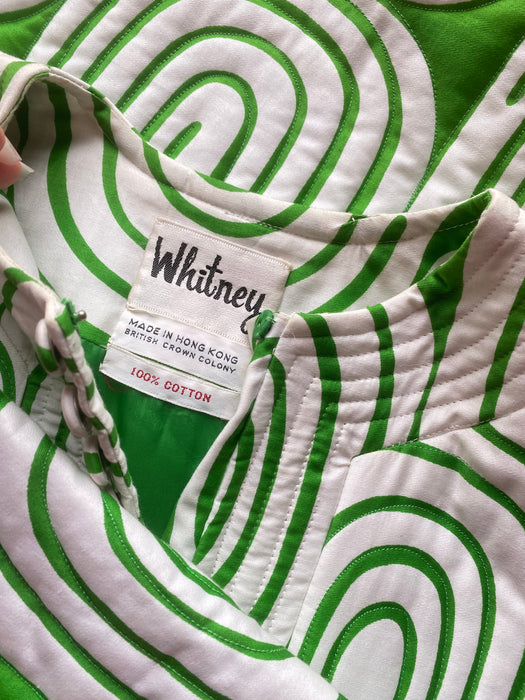 Whitney
MADE IN HONG KONG
BRITISH CROWN COLONY
100% COTTON